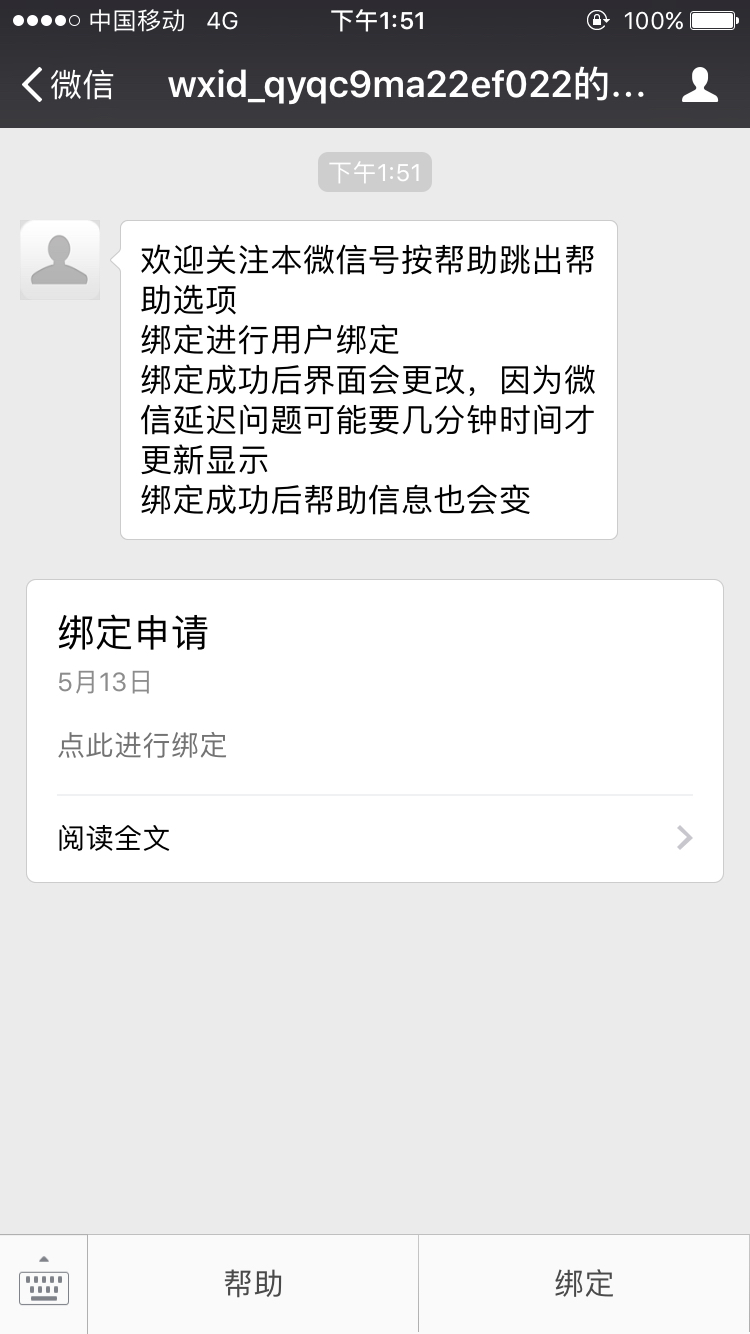 中国移动 4G 下午1:51 100%
微信 wxid_qyqc9ma22ef022的...
下午1:51
欢迎关注本微信号按帮助跳出帮
助选项
绑定进行用户绑定
绑定成功后界面会更改，因为微
信延迟问题可能要几分钟时间才
更新显示
绑定成功后帮助信息也会变
绑定申请
5月13日
点此进行绑定
阅读全文
帮助 绑定